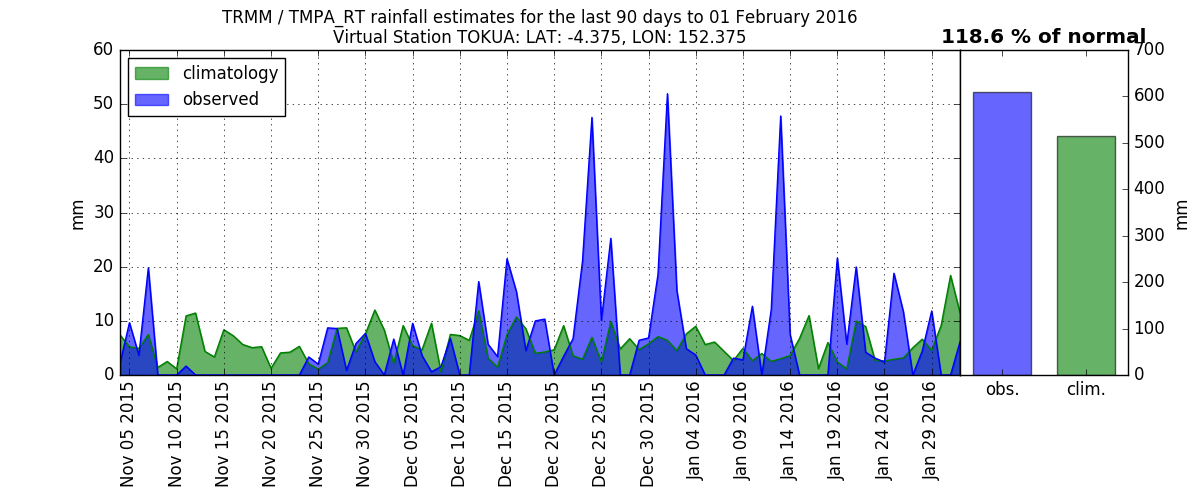 TRMM / TMPA_RT rainfall estimates for the last 90 days to 01 February 2016
Virtual Station TOKUA: LAT: -4.375, LON: 152.375
118.6 % of normal
climatology
observed
mm
60
50
40
30
20
10
0
Nov 05 2015
Nov 10 2015
Nov 15 2015
Nov 20 2015
Nov 25 2015
Nov 30 2015
Dec 05 2015
Dec 10 2015
Dec 15 2015
Dec 20 2015
Dec 25 2015
Dec 30 2015
Jan 04 2016
Jan 09 2016
Jan 14 2016
Jan 19 2016
Jan 24 2016
Jan 29 2016
700
600
500
400
300
200
100
0
mm
obs.
clim.